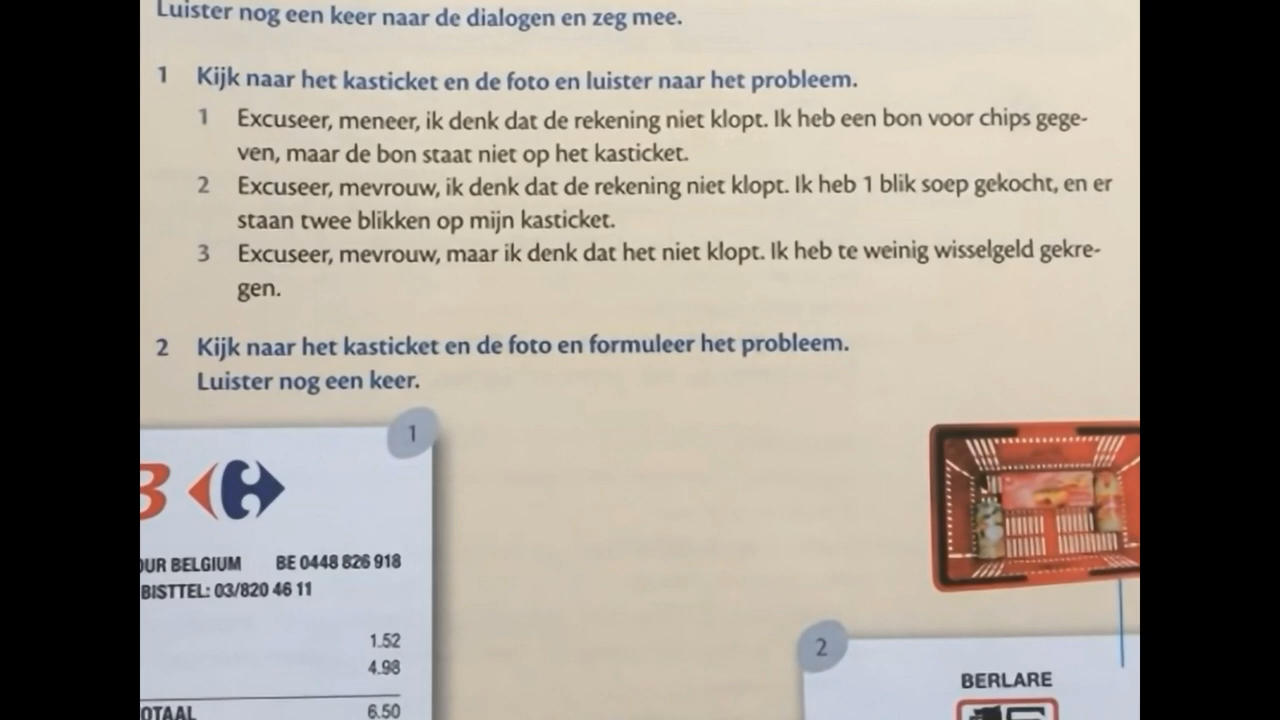 Luister nog een keer naar de dialogen en zeg mee.
1 Kijk naar het kasticket en de foto en luister naar het probleem.
1 Excuseer, meneer, ik denk dat de rekening niet klopt. Ik heb een bon voor chips gege-
ven, maar de bon staat niet op het kasticket.
2 Excuseer, mevrouw, ik denk dat de rekening niet klopt. Ik heb 1 blik soep gekocht, en er
staan twee blikken op mijn kasticket.
3 Excuseer, mevrouw, maar ik denk dat het niet klopt. Ik heb te weinig wisselgeld gekre-
gen.
2 Kijk naar het kasticket en de foto en formuleer het probleem.
Luister nog een keer.
1
OUR BELGIUM BE 0448 826 918
BISTTEL: 03/820 46 11
1.52
4.98
OTAAL 6.50
2
BERLARE